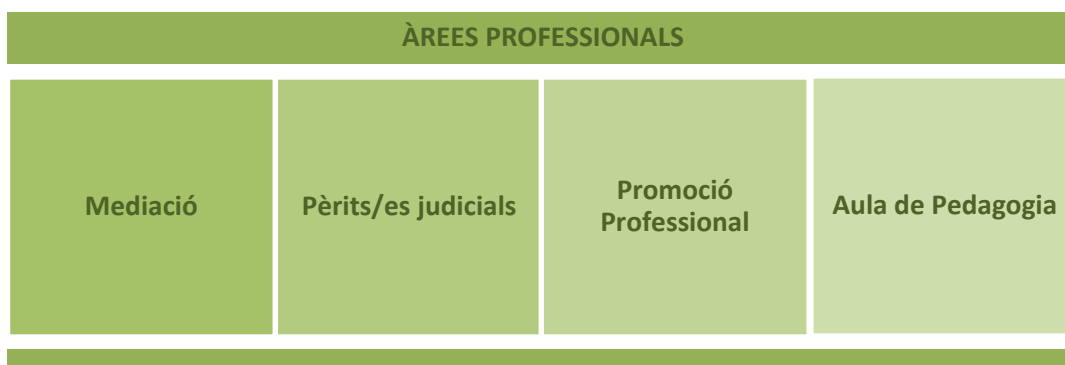 ÀREES PROFESSIONALS
Mediació
Pèrits/es judicials
Promoció
Professional
Aula de Pedagogia